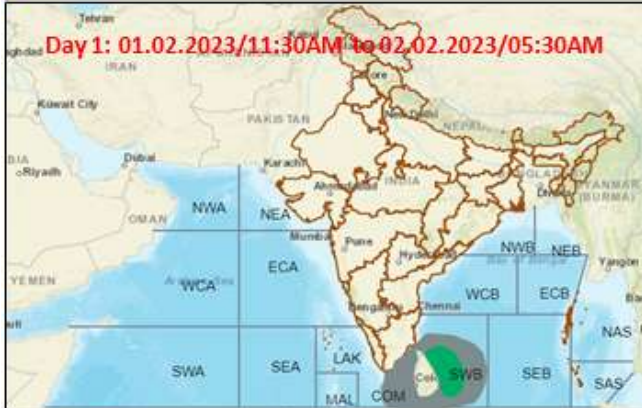 Day 1: 01.02.2023/11:30AM to 02.02.2023/05:30AM
Tehran
IRAN
Kuwait City
PAKISTAN
NEPAL
Riyadh
Dubai
Karachi
Ahmedabad
INDIA
MYANMAR
(BURMA)
OMAN
NWA
NEA
Mumbai
Pune
Hyderabad
NWB
NEB
Yangon
YEMEN
WCA
ECA
WCB
ECB
Bengaluru
Chennai
NAS
SWA
SEA
LAK
SWB
SEB
SAS
MAL
COM